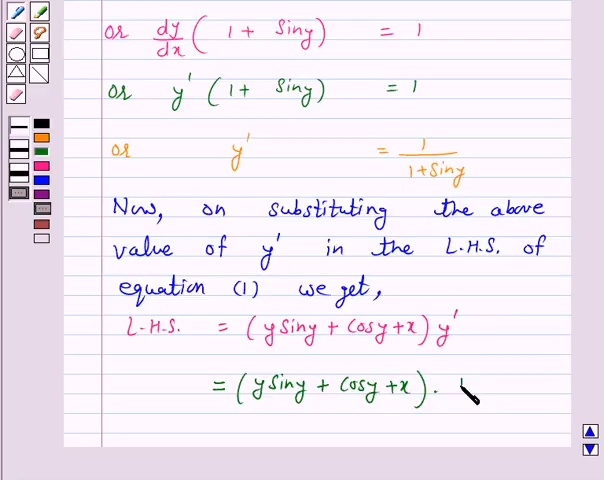 or dy/dx ( 1 + Siny) = 1
or y' (1 + Siny) = 1
or y' = 1/(1+Siny)
Now, on substituting the above
value of y' in the L.H.S. of
equation (1) we get,
L.H.S. = (ySiny + Cosy+x) y'
= (ySiny + Cosy+x) .